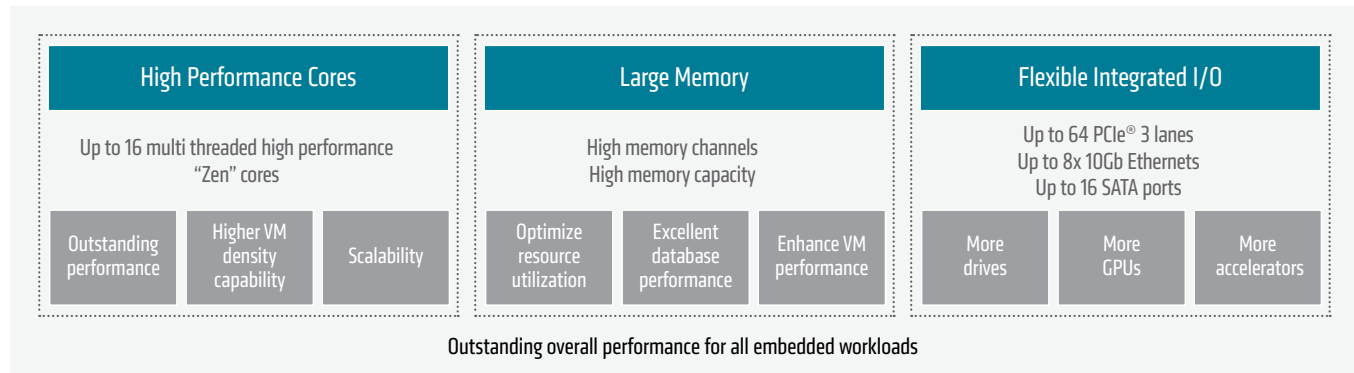 High Performance Cores
Up to 16 multi threaded high performance
“Zen” cores
Outstanding
performance
Higher VM
density
capability
Scalability
Large Memory
High memory channels
High memory capacity
Optimize
resource
utilization
Excellent
database
performance
Enhance VM
performance
Flexible Integrated I/O
Up to 64 PCIe® 3 lanes
Up to 8x 10Gb Ethernets
Up to 16 SATA ports
More
drives
More
GPUs
More
accelerators
Outstanding overall performance for all embedded workloads